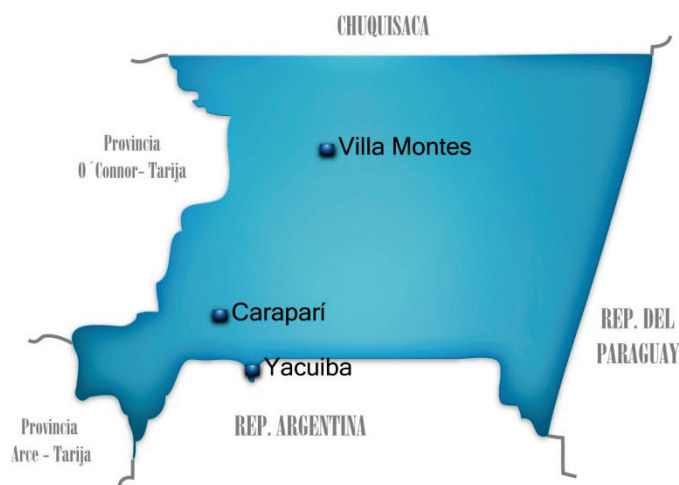 CHUQUISACA
Provincia
O´Connor- Tarija
Villa Montes
Caraparí
REP. DEL
PARAGUAY
Yacuiba
Provincia
Arce - Tarija
REP. ARGENTINA